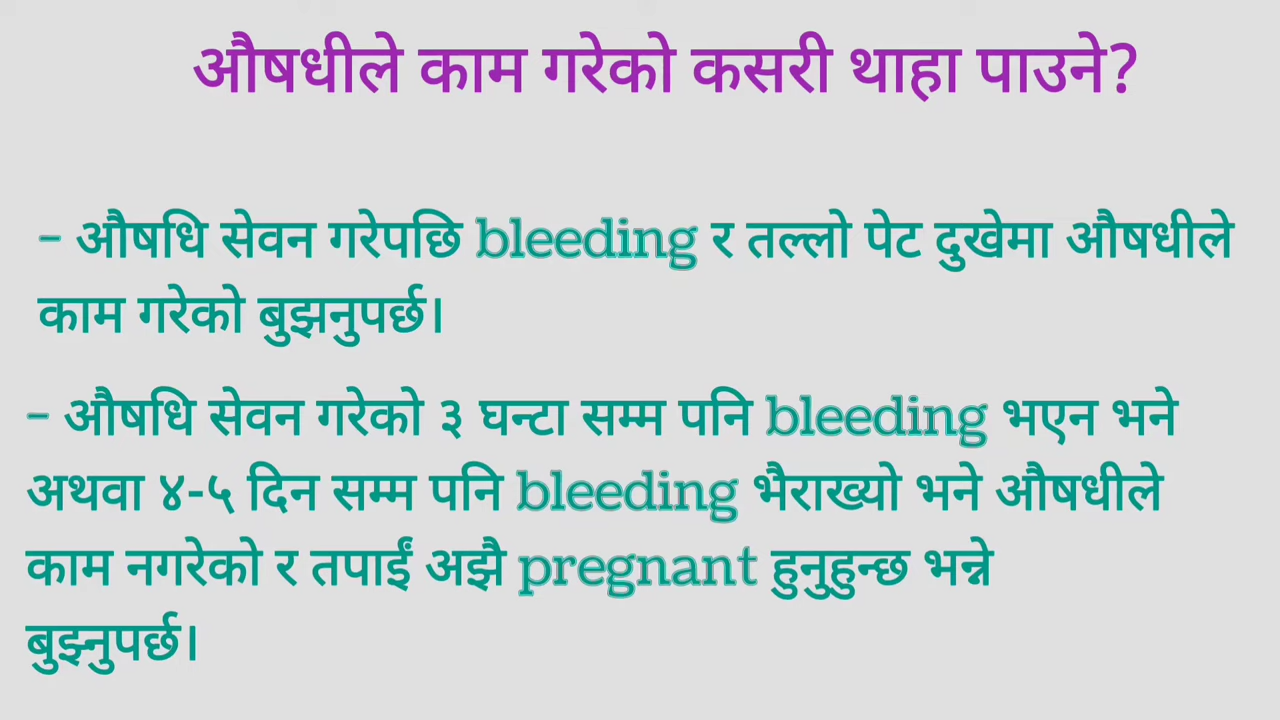 औषधीले काम गरेको कसरी थाहा पाउने?
- औषधि सेवन गरेपछि bleeding र तल्लो पेट दुखेमा औषधीले
काम गरेको बुझनुपर्छ।
- औषधि सेवन गरेको ३ घन्टा सम्म पनि bleeding भएन भने
अथवा ४-५ दिन सम्म पनि bleeding भैराख्यो भने औषधीले
काम नगरेको र तपाईं अझै pregnant हुनुहुन्छ भन्ने
बुझ्नुपर्छ।